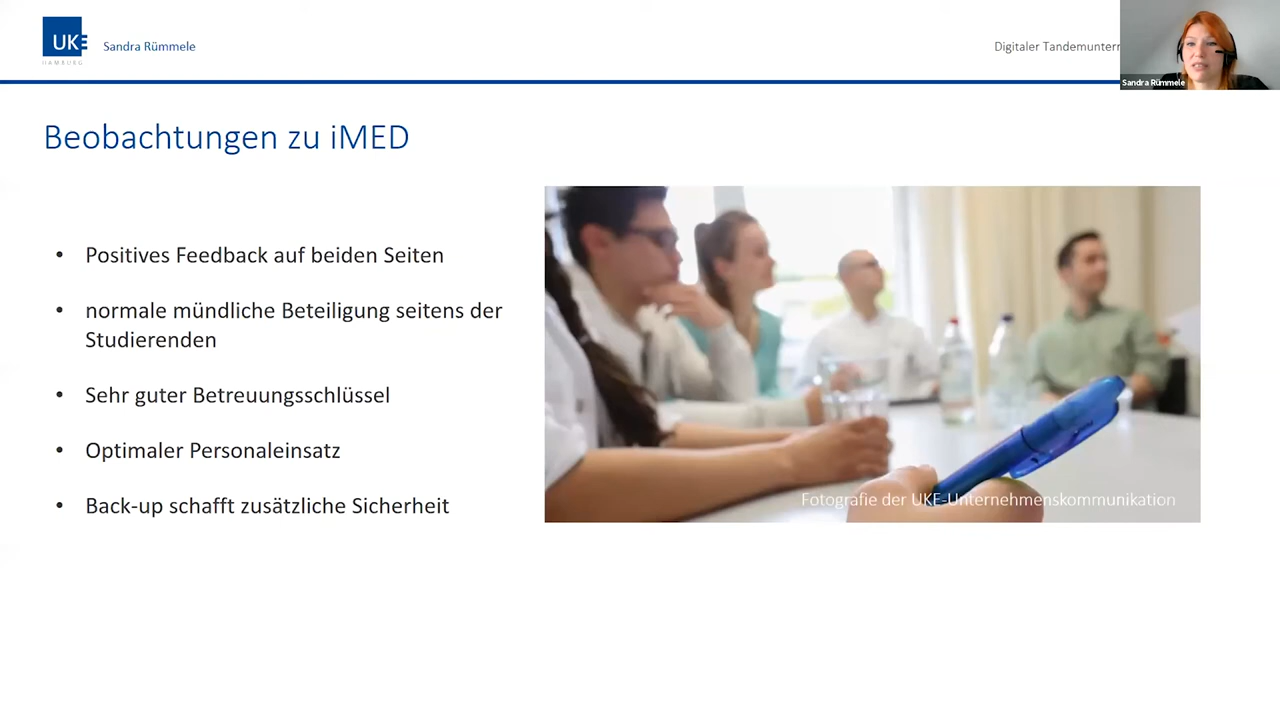 UKE
HAMBURG
Sandra Rümmele
Digitaler Tandemunterr
Sandra Rümmele
Beobachtungen zu iMED
• Positives Feedback auf beiden Seiten
• normale mündliche Beteiligung seitens der
Studierenden
• Sehr guter Betreuungsschlüssel
• Optimaler Personaleinsatz
• Back-up schafft zusätzliche Sicherheit
Fotografie der UKE-Unternehmenskommunikation